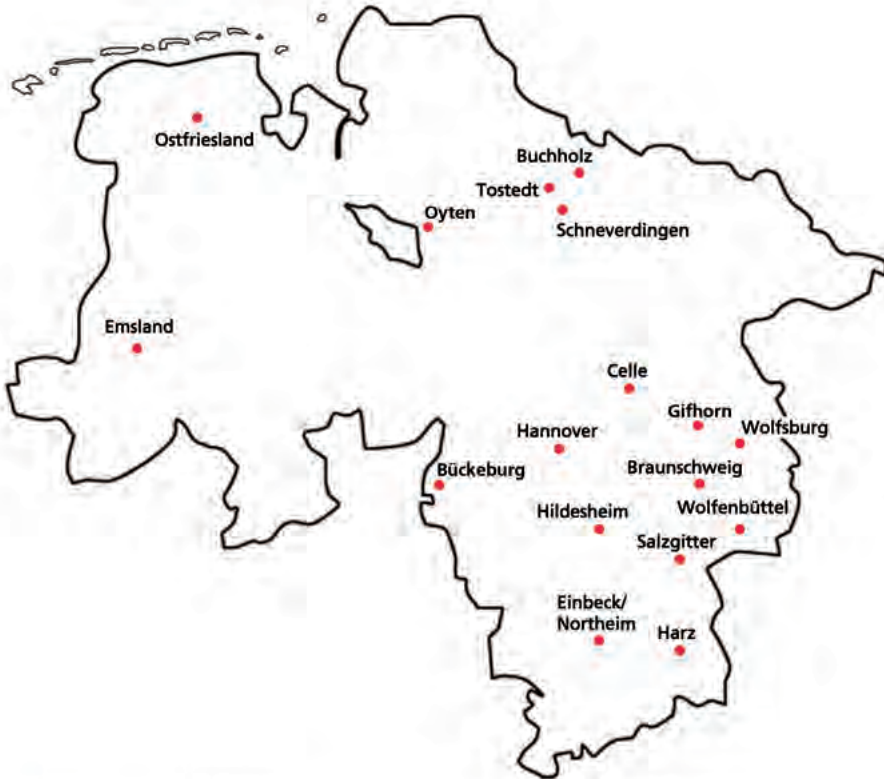 Ostfriesland
Buchholz
Tostedt
Oyten
Schneverdingen
Emsland
Celle
Gifhorn
Wolfsburg
Hannover
Bückeburg
Braunschweig
Hildesheim
Wolfenbüttel
Salzgitter
Einbeck/
Northeim
Harz